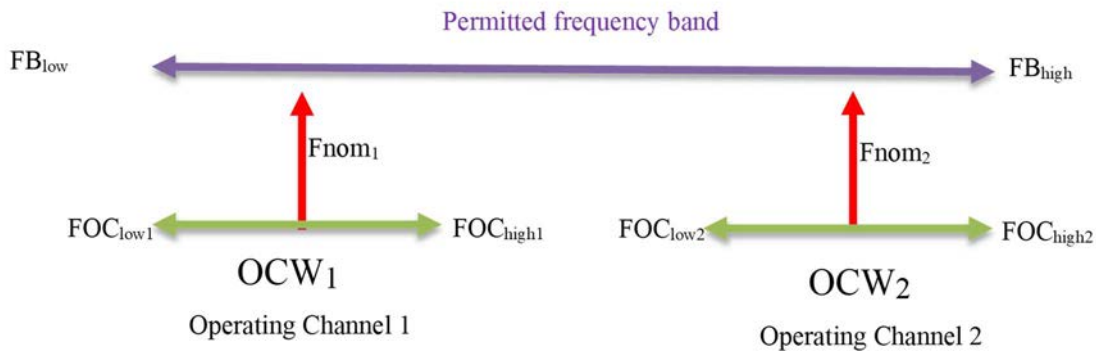 Permitted frequency band
FBlow
FBhigh
Fnom1
Fnom2
FOClow1
FOChigh1
FOClow2
FOChigh2
OCW1
OCW2
Operating Channel 1
Operating Channel 2